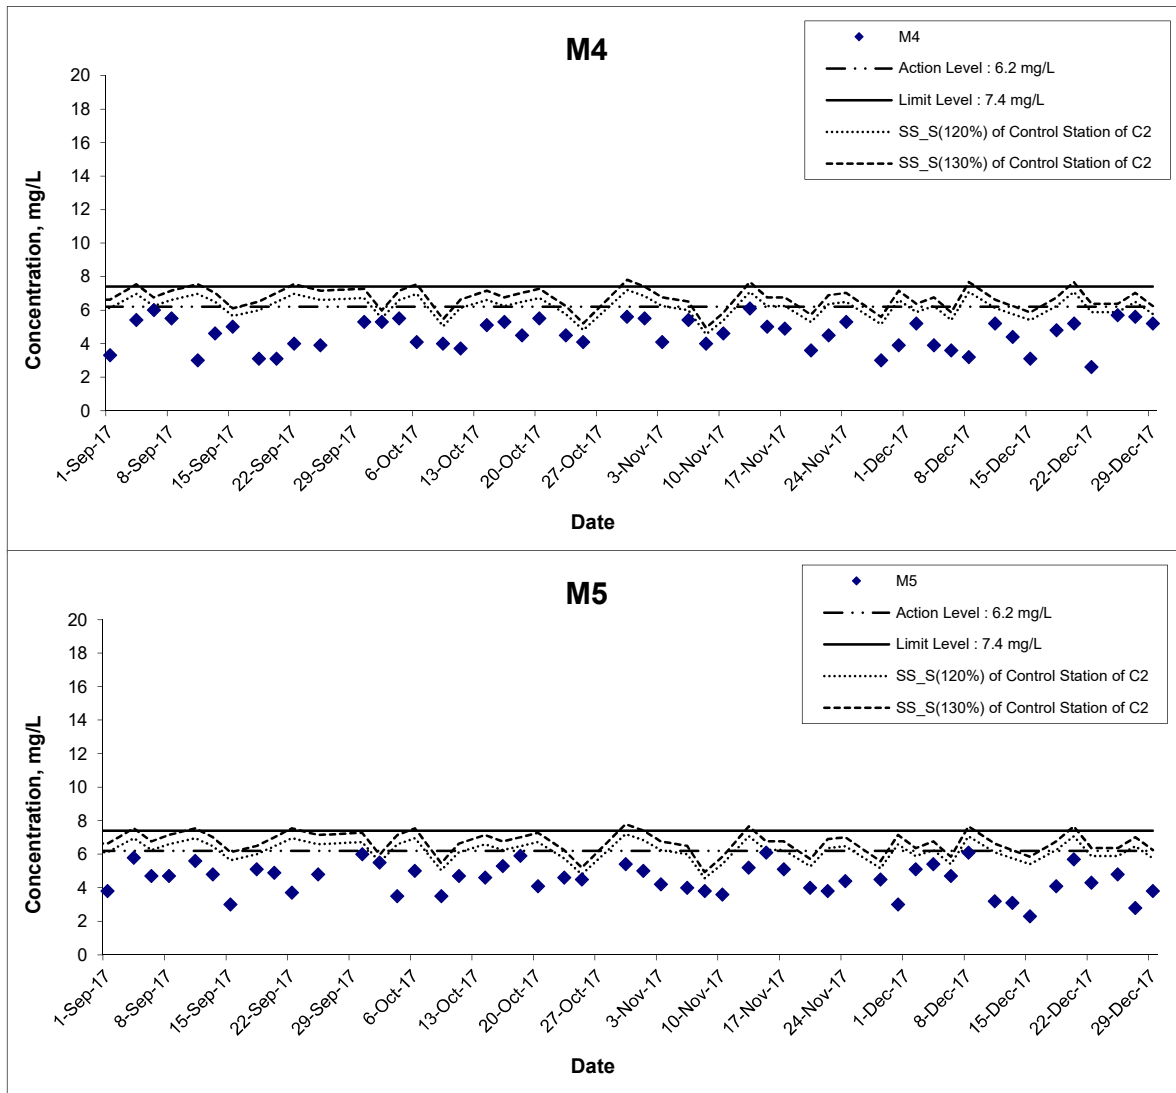 M4
M4
Action Level : 6.2 mg/L
Limit Level : 7.4 mg/L
SS_S(120%) of Control Station of C2
SS_S(130%) of Control Station of C2
Concentration, mg/L
20
18
16
14
12
10
8
6
4
2
0
1-Sep-17
8-Sep-17
15-Sep-17
22-Sep-17
29-Sep-17
6-Oct-17
13-Oct-17
20-Oct-17
27-Oct-17
3-Nov-17
10-Nov-17
17-Nov-17
24-Nov-17
1-Dec-17
8-Dec-17
15-Dec-17
22-Dec-17
29-Dec-17
Date
M5
M5
Action Level : 6.2 mg/L
Limit Level : 7.4 mg/L
SS_S(120%) of Control Station of C2
SS_S(130%) of Control Station of C2
Concentration, mg/L
20
18
16
14
12
10
8
6
4
2
0
1-Sep-17
8-Sep-17
15-Sep-17
22-Sep-17
29-Sep-17
6-Oct-17
13-Oct-17
20-Oct-17
27-Oct-17
3-Nov-17
10-Nov-17
17-Nov-17
24-Nov-17
1-Dec-17
8-Dec-17
15-Dec-17
22-Dec-17
29-Dec-17
Date